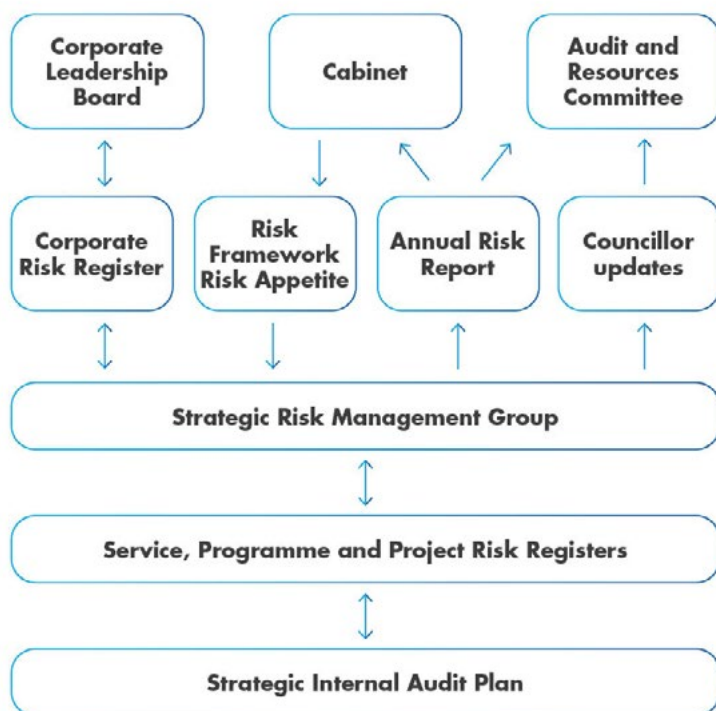 Corporate
Leadership
Board
Cabinet
Audit and
Resources
Committee
Corporate
Risk Register
Risk
Framework
Risk Appetite
Annual Risk
Report
Councillor
updates
Strategic Risk Management Group
Service, Programme and Project Risk Registers
Strategic Internal Audit Plan